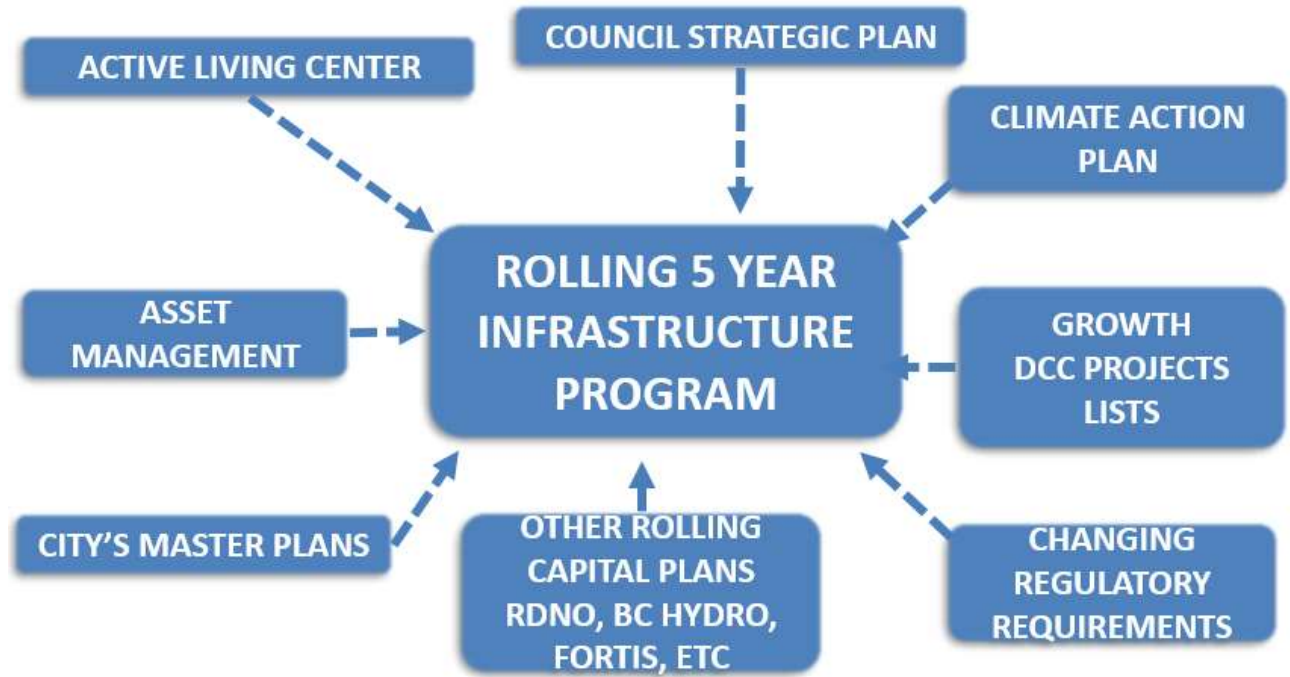 COUNCIL STRATEGIC PLAN
ACTIVE LIVING CENTER
CLIMATE ACTION
PLAN
ROLLING 5 YEAR
INFRASTRUCTURE
PROGRAM
ASSET
MANAGEMENT
GROWTH
DCC PROJECTS
LISTS
CITY’S MASTER PLANS
OTHER ROLLING
CAPITAL PLANS
RDNO, BC HYDRO,
FORTIS, ETC
CHANGING
REGULATORY
REQUIREMENTS